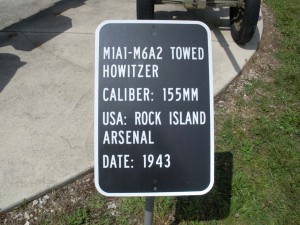 M1A1-M6A2 TOWED
HOWITZER
CALIBER: 155MM
USA: ROCK ISLAND
ARSENAL
DATE: 1943